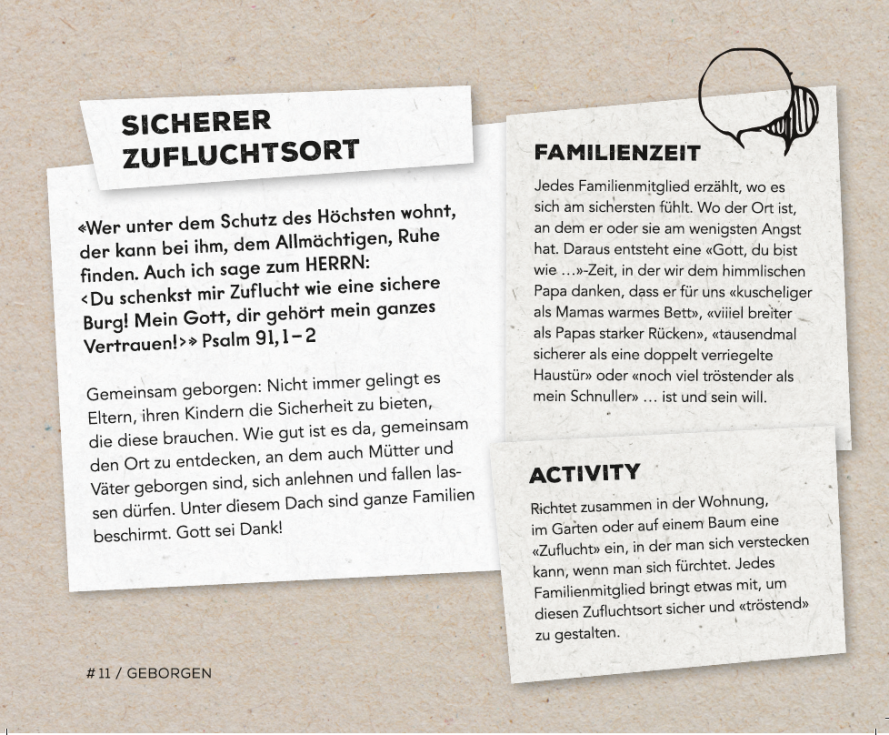 SICHERER
ZUFLUCHTSORT
«Wer unter dem Schutz des Höchsten wohnt,
der kann bei ihm, dem Allmächtigen, Ruhe
finden. Auch ich sage zum HERRN:
‹Du schenkst mir Zuflucht wie eine sichere
Burg! Mein Gott, dir gehört mein ganzes
Vertrauen!›» Psalm 91,1–2
Gemeinsam geborgen: Nicht immer gelingt es
Eltern, ihren Kindern die Sicherheit zu bieten,
die diese brauchen. Wie gut ist es da, gemeinsam
den Ort zu entdecken, an dem auch Mütter und
Väter geborgen sind, sich anlehnen und fallen las-
sen dürfen. Unter diesem Dach sind ganze Familien
beschirmt. Gott sei Dank!
FAMILIENZEIT
Jedes Familienmitglied erzählt, wo es
sich am sichersten fühlt. Wo der Ort ist,
an dem er oder sie am wenigsten Angst
hat. Daraus entsteht eine «Gott, du bist
wie …»-Zeit, in der wir dem himmlischen
Papa danken, dass er für uns «kuscheliger
als Mamas warmes Bett», «viiiel breiter
als Papas starker Rücken», «tausendmal
sicherer als eine doppelt verriegelte
Haustür» oder «noch viel tröstender als
mein Schnuller» … ist und sein will.
ACTIVITY
Richtet zusammen in der Wohnung,
im Garten oder auf einem Baum eine
«Zuflucht» ein, in der man sich verstecken
kann, wenn man sich fürchtet. Jedes
Familienmitglied bringt etwas mit, um
diesen Zufluchtsort sicher und «tröstend»
zu gestalten.
# 11 / GEBORGEN